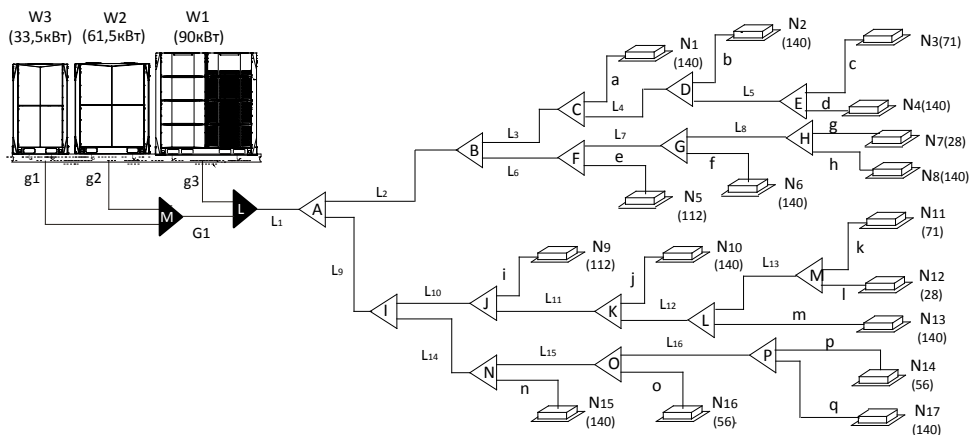 W3
(33,5кВт)
W2
(61,5кВт)
W1
(90кВт)
g1
g2
g3
M
G1
L
L1
A
L2
L9
B
L3
L6
C
a
N1
(140)
L4
D
b
N2
(140)
L5
E
c
N3(71)
d
N4(140)
F
L7
e
N5
(112)
G
L8
f
N6
(140)
H
g
N7(28)
h
N8(140)
I
L10
L14
J
i
N9
(112)
L11
K
j
N10
(140)
L12
L
L13
M
k
N11
(71)
l
N12
(28)
m
N13
(140)
N
L15
n
N15
(140)
O
L16
o
N16
(56)
P
p
N14
(56)
q
N17
(140)